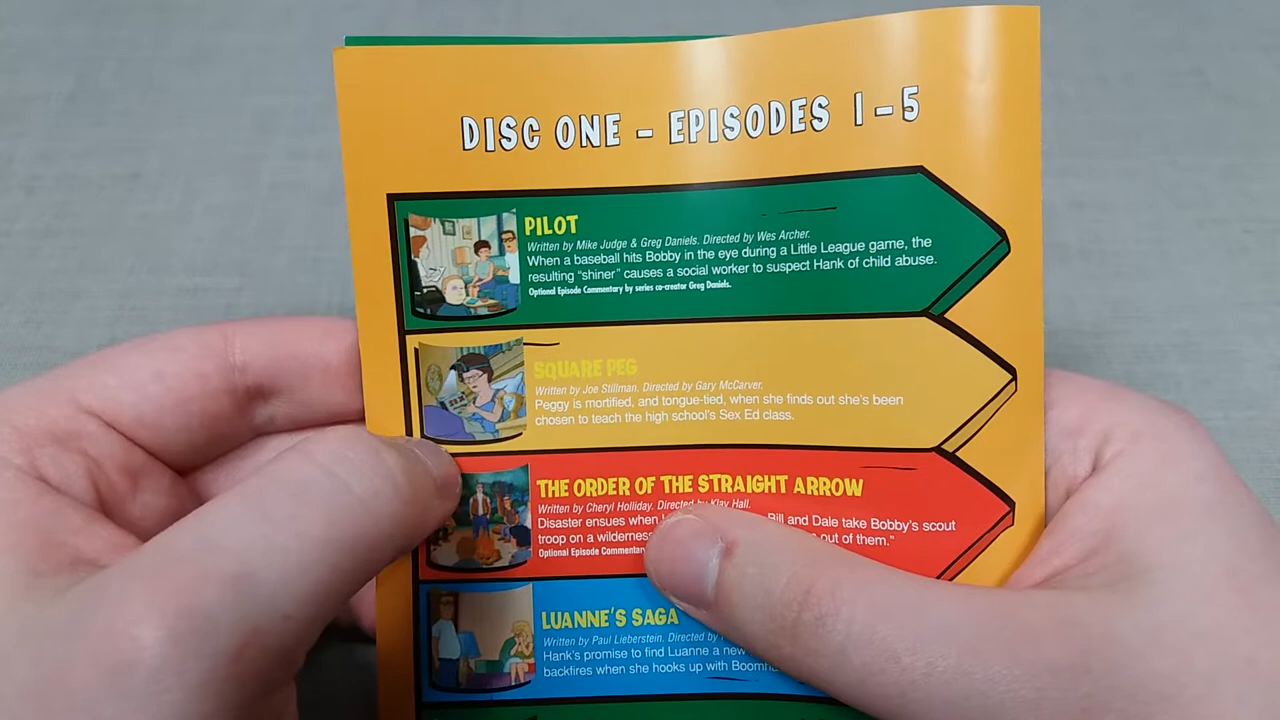 DISC ONE – EPISODES 1–5
PILOT
Written by Mike Judge & Greg Daniels. Directed by Wes Archer.
When a baseball hits Bobby in the eye during a Little League game, the
resulting “shiner” causes a social worker to suspect Hank of child abuse.
Optional Episode Commentary by series co-creator Greg Daniels.
SQUARE PEG
Written by Joe Stillman. Directed by Gary McCarver.
Peggy is mortified, and tongue-tied, when she finds out she's been
chosen to teach the high school's Sex Ed class.
THE ORDER OF THE STRAIGHT ARROW
Written by Cheryl Holliday. Directed by Klay Hall.
Disaster ensues when Bill and Dale take Bobby's scout
troop on a wilderness out of them.”
Optional Episode Commentary
LUANNE'S SAGA
Written by Paul Lieberstein. Directed by
Hank's promise to find Luanne a new
backfires when she hooks up with